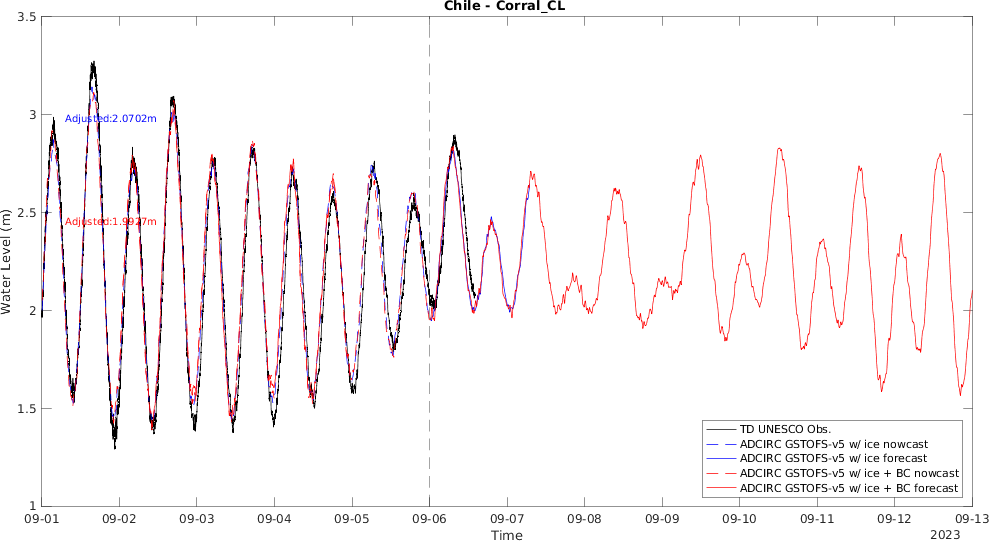 Chile - Corral_CL
3.5
3
2.5
2
1.5
1
Water Level (m)
Adjusted:2.0702m
Adjusted:1.9927m
TD UNESCO Obs.
ADCIRC GSTOFS-v5 w/ ice nowcast
ADCIRC GSTOFS-v5 w/ ice forecast
ADCIRC GSTOFS-v5 w/ ice + BC nowcast
ADCIRC GSTOFS-v5 w/ ice + BC forecast
09-01 09-02 09-03 09-04 09-05 09-06 09-07 09-08 09-09 09-10 09-11 09-12 09-13
Time
2023